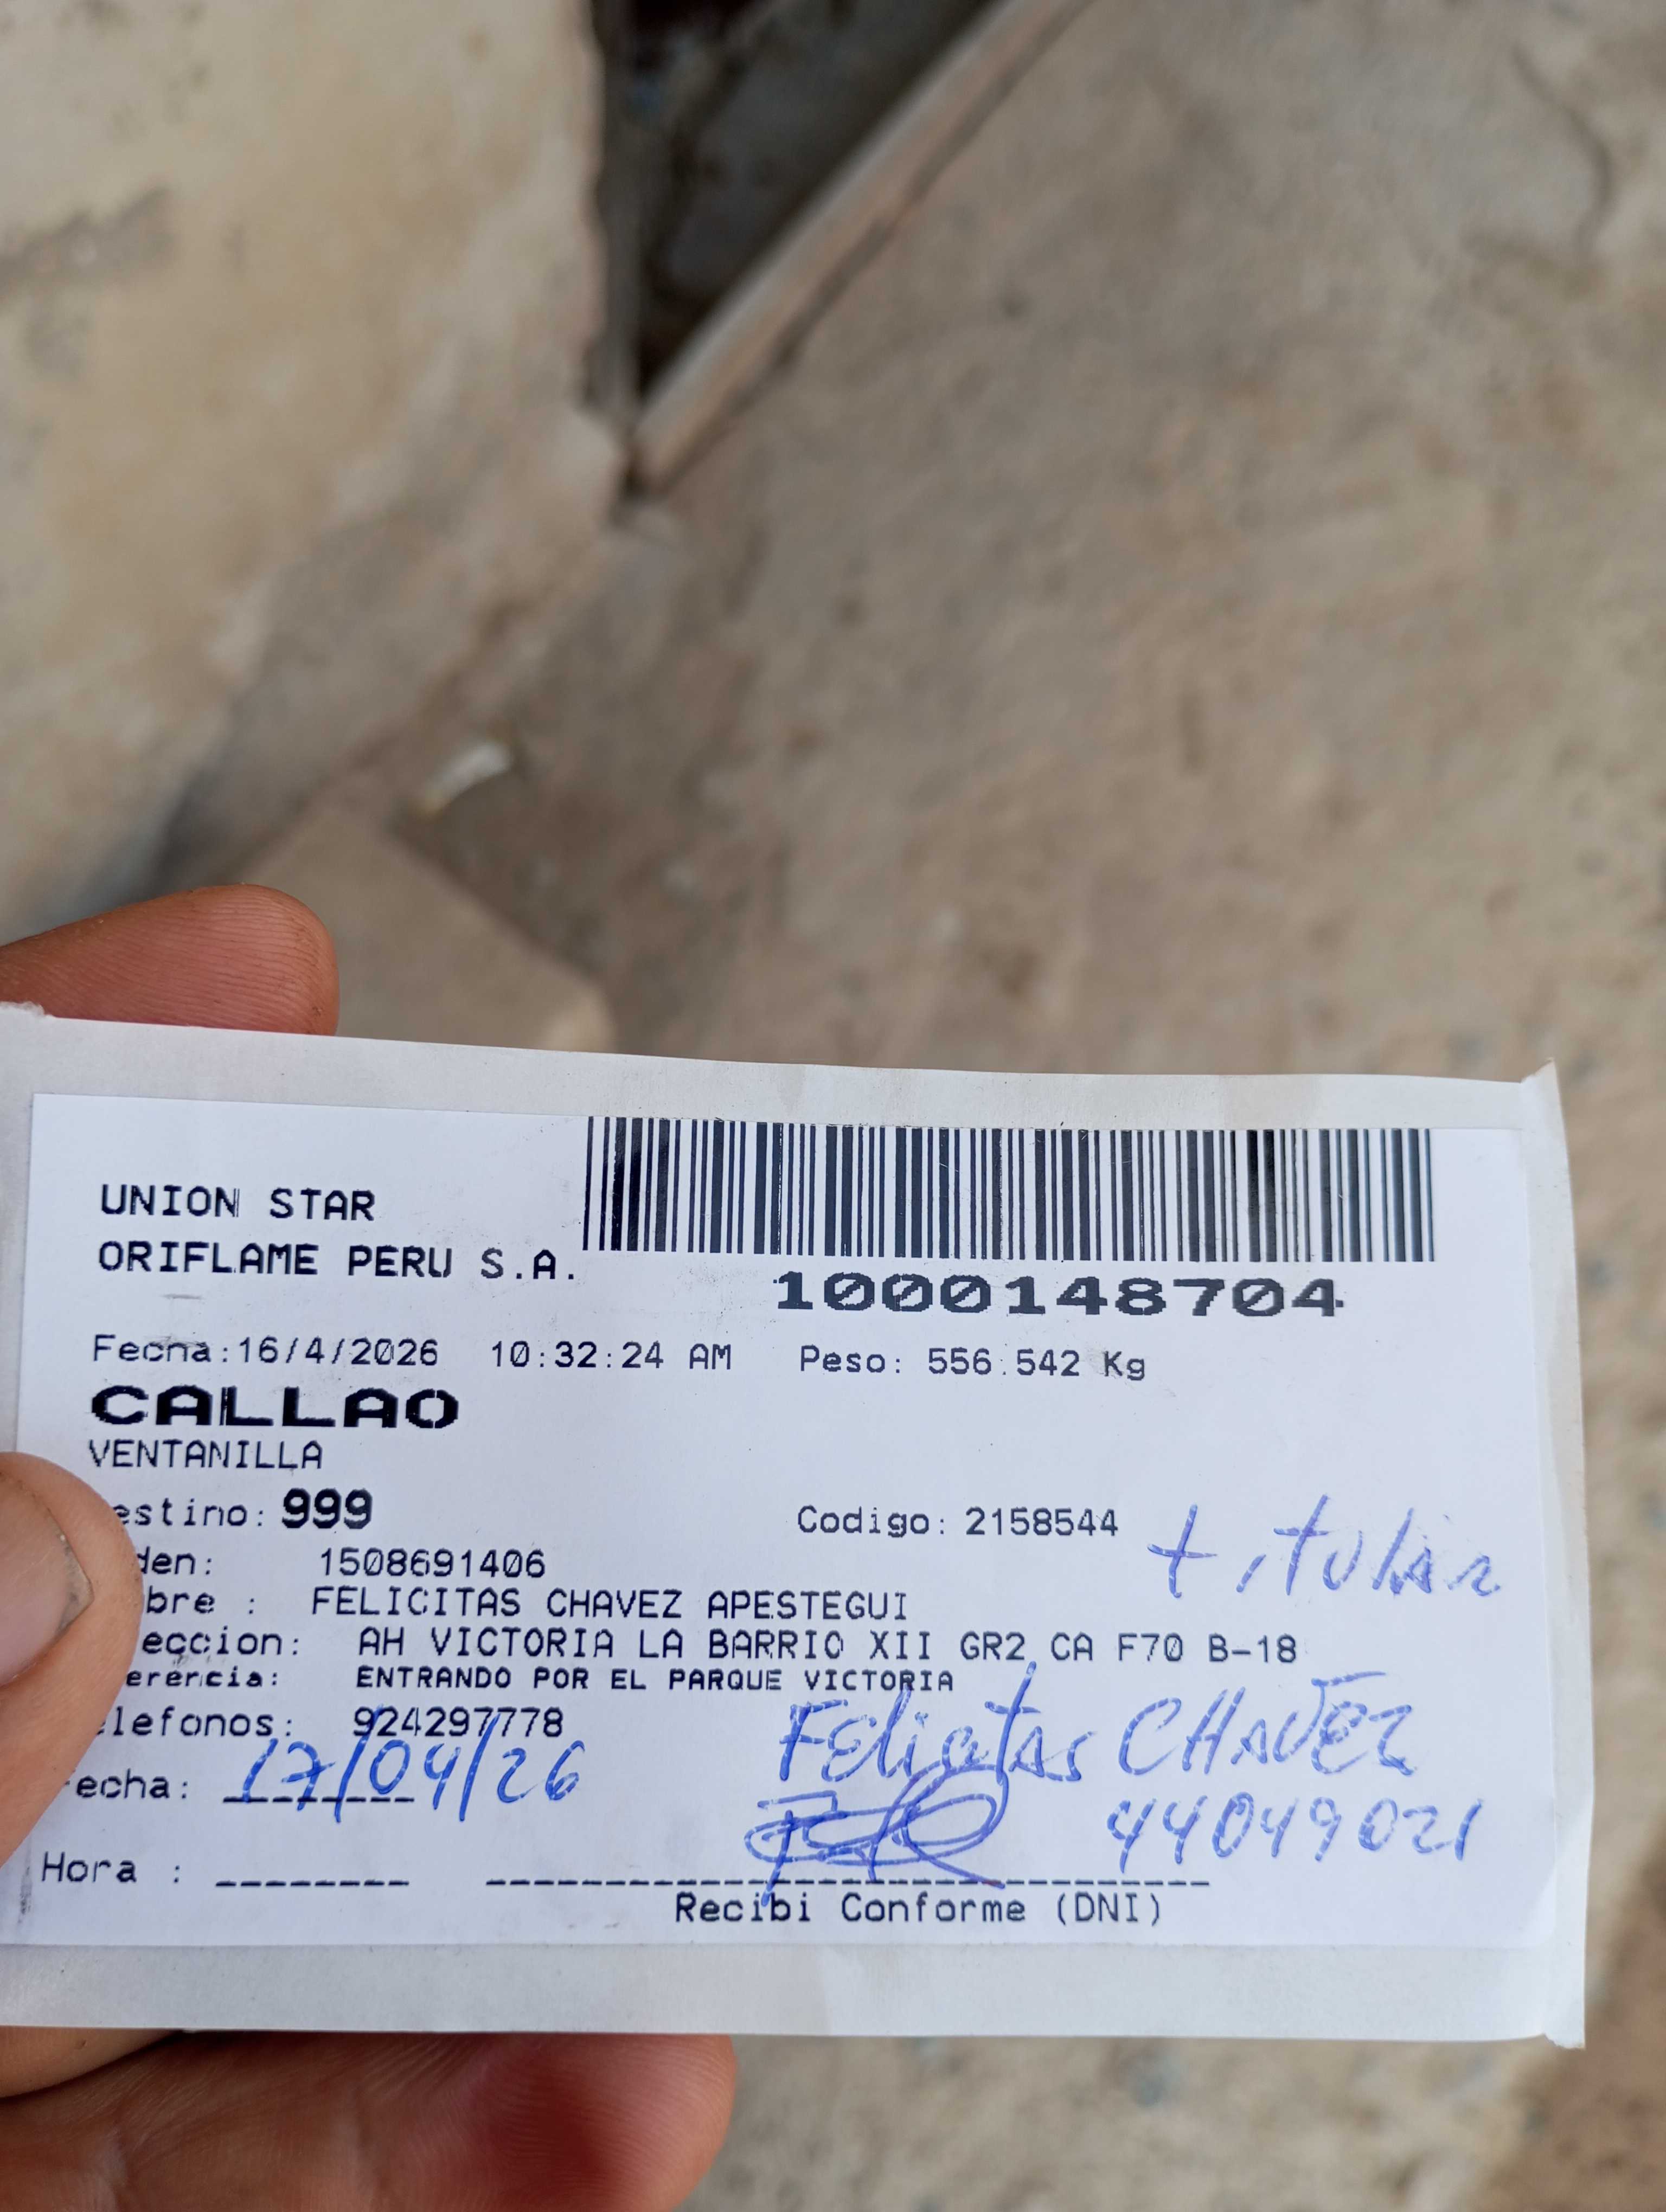 UNION STAR
ORIFLAME PERU S.A.
1000148704
Fecha:16/4/2026 10:32:24 AM Peso: 556.542 Kg
CALLAO
VENTANILLA
estino: 999 Codigo: 2158544 titular
den: 1508691406
bre : FELICITAS CHAVEZ APESTEGUI
eccion: AH VICTORIA LA BARRIO XII GR2 CA F70 B-18
erencia: ENTRANDO POR EL PARQUE VICTORIA
elefonos: 924297778
Felicitas CHAVEZ
fecha: 17/04/26
44049021
Hora :
Recibi Conforme (DNI)